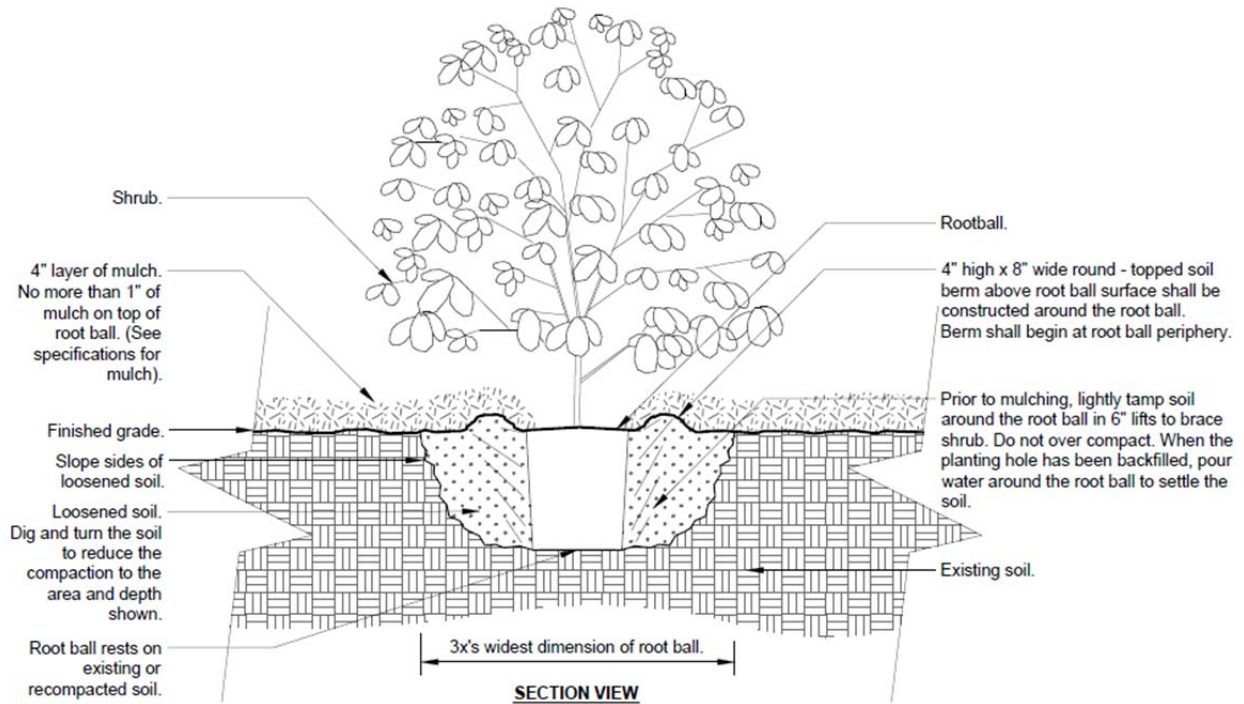 Shrub.
4" layer of mulch.
No more than 1" of
mulch on top of
root ball. (See
specifications for
mulch).
Finished grade.
Slope sides of
loosened soil.
Loosened soil.
Dig and turn the soil
to reduce the
compaction to the
area and depth
shown.
Root ball rests on
existing or
recompacted soil.
Rootball.
4" high x 8" wide round - topped soil
berm above root ball surface shall be
constructed around the root ball.
Berm shall begin at root ball periphery.
Prior to mulching, lightly tamp soil
around the root ball in 6" lifts to brace
shrub. Do not over compact. When the
planting hole has been backfilled, pour
water around the root ball to settle the
soil.
Existing soil.
3x's widest dimension of root ball.
SECTION VIEW